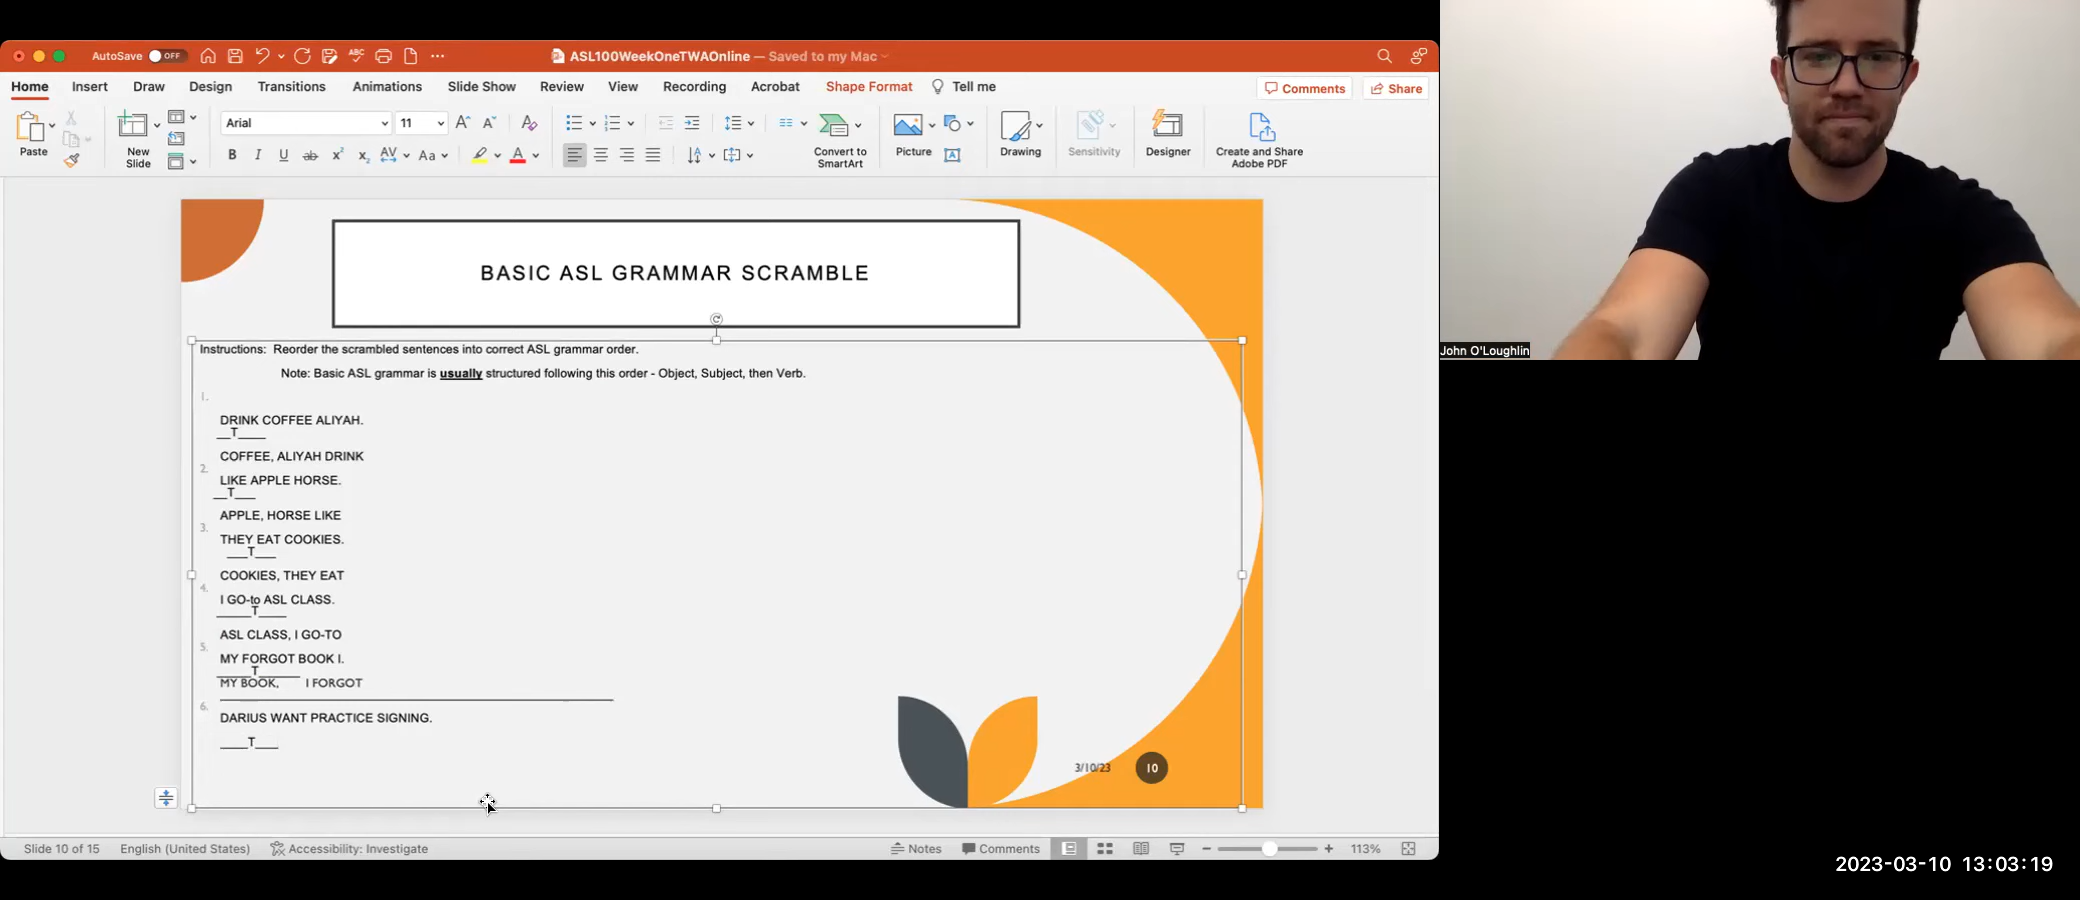 AutoSave OFF
ASL100WeekOneTWAOnline — Saved to my Mac
Home Insert Draw Design Transitions Animations Slide Show Review View Recording Acrobat Shape Format Tell me
Comments Share
Paste
New Slide
Arial 11
Convert to SmartArt
Picture
Drawing
Sensitivity
Designer
Create and Share Adobe PDF
BASIC ASL GRAMMAR SCRAMBLE
Instructions: Reorder the scrambled sentences into correct ASL grammar order.
Note: Basic ASL grammar is usually structured following this order - Object, Subject, then Verb.
1.
DRINK COFFEE ALIYAH.
__T____
COFFEE, ALIYAH DRINK
2.
LIKE APPLE HORSE.
__T___
APPLE, HORSE LIKE
3.
THEY EAT COOKIES.
___T___
COOKIES, THEY EAT
4.
I GO-to ASL CLASS.
_____T____
ASL CLASS, I GO-TO
5.
MY FORGOT BOOK I.
_____T______
MY BOOK, I FORGOT
6.
DARIUS WANT PRACTICE SIGNING.
____T____
3/10/23 10
Slide 10 of 15 English (United States) Accessibility: Investigate Notes Comments 113%
John O'Loughlin
2023-03-10 13:03:19